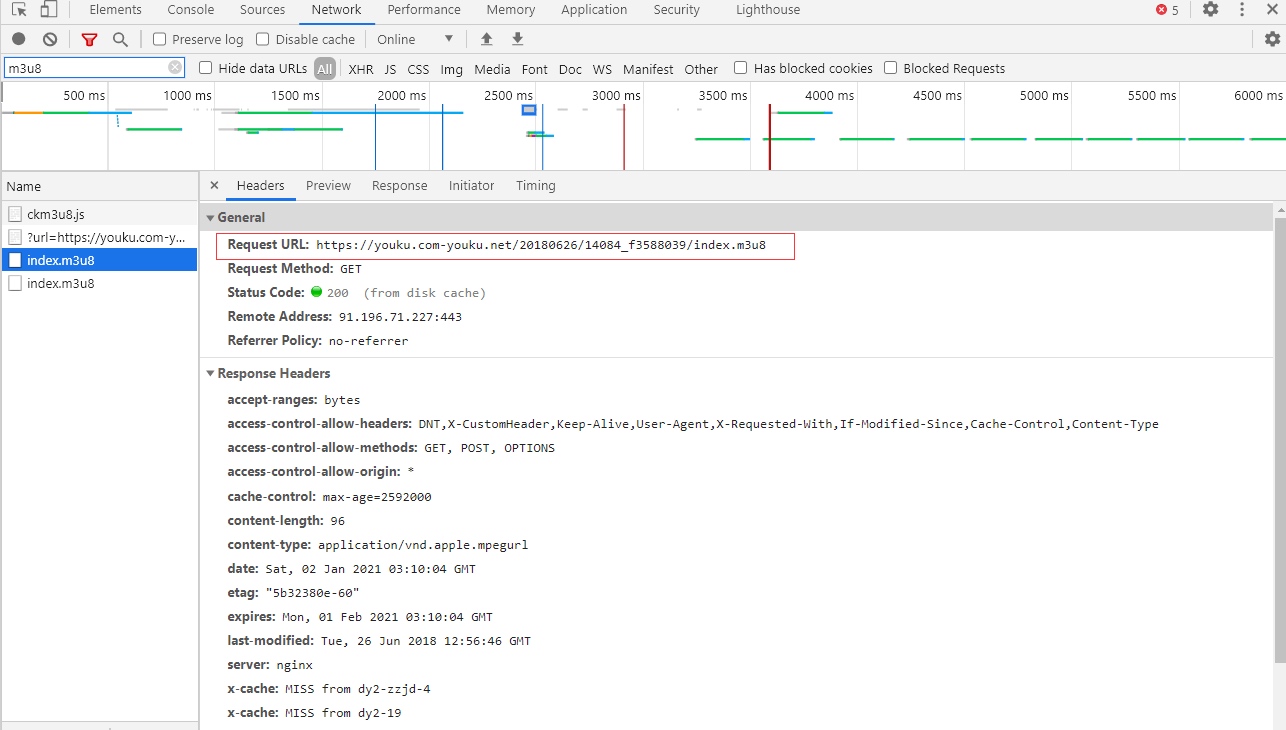 Elements Console Sources Network Performance Memory Application Security Lighthouse 5
Preserve log Disable cache Online
m3u8 Hide data URLs All XHR JS CSS Img Media Font Doc WS Manifest Other Has blocked cookies Blocked Requests
500 ms 1000 ms 1500 ms 2000 ms 2500 ms 3000 ms 3500 ms 4000 ms 4500 ms 5000 ms 5500 ms 6000 ms
Name
ckm3u8.js
?url=https://youku.com-y...
index.m3u8
index.m3u8
Headers Preview Response Initiator Timing
General
Request URL: https://youku.com-youku.net/20180626/14084_f3588039/index.m3u8
Request Method: GET
Status Code: 200 (from disk cache)
Remote Address: 91.196.71.227:443
Referrer Policy: no-referrer
Response Headers
accept-ranges: bytes
access-control-allow-headers: DNT,X-CustomHeader,Keep-Alive,User-Agent,X-Requested-With,If-Modified-Since,Cache-Control,Content-Type
access-control-allow-methods: GET, POST, OPTIONS
access-control-allow-origin: *
cache-control: max-age=2592000
content-length: 96
content-type: application/vnd.apple.mpegurl
date: Sat, 02 Jan 2021 03:10:04 GMT
etag: "5b32380e-60"
expires: Mon, 01 Feb 2021 03:10:04 GMT
last-modified: Tue, 26 Jun 2018 12:56:46 GMT
server: nginx
x-cache: MISS from dy2-zzjd-4
x-cache: MISS from dy2-19